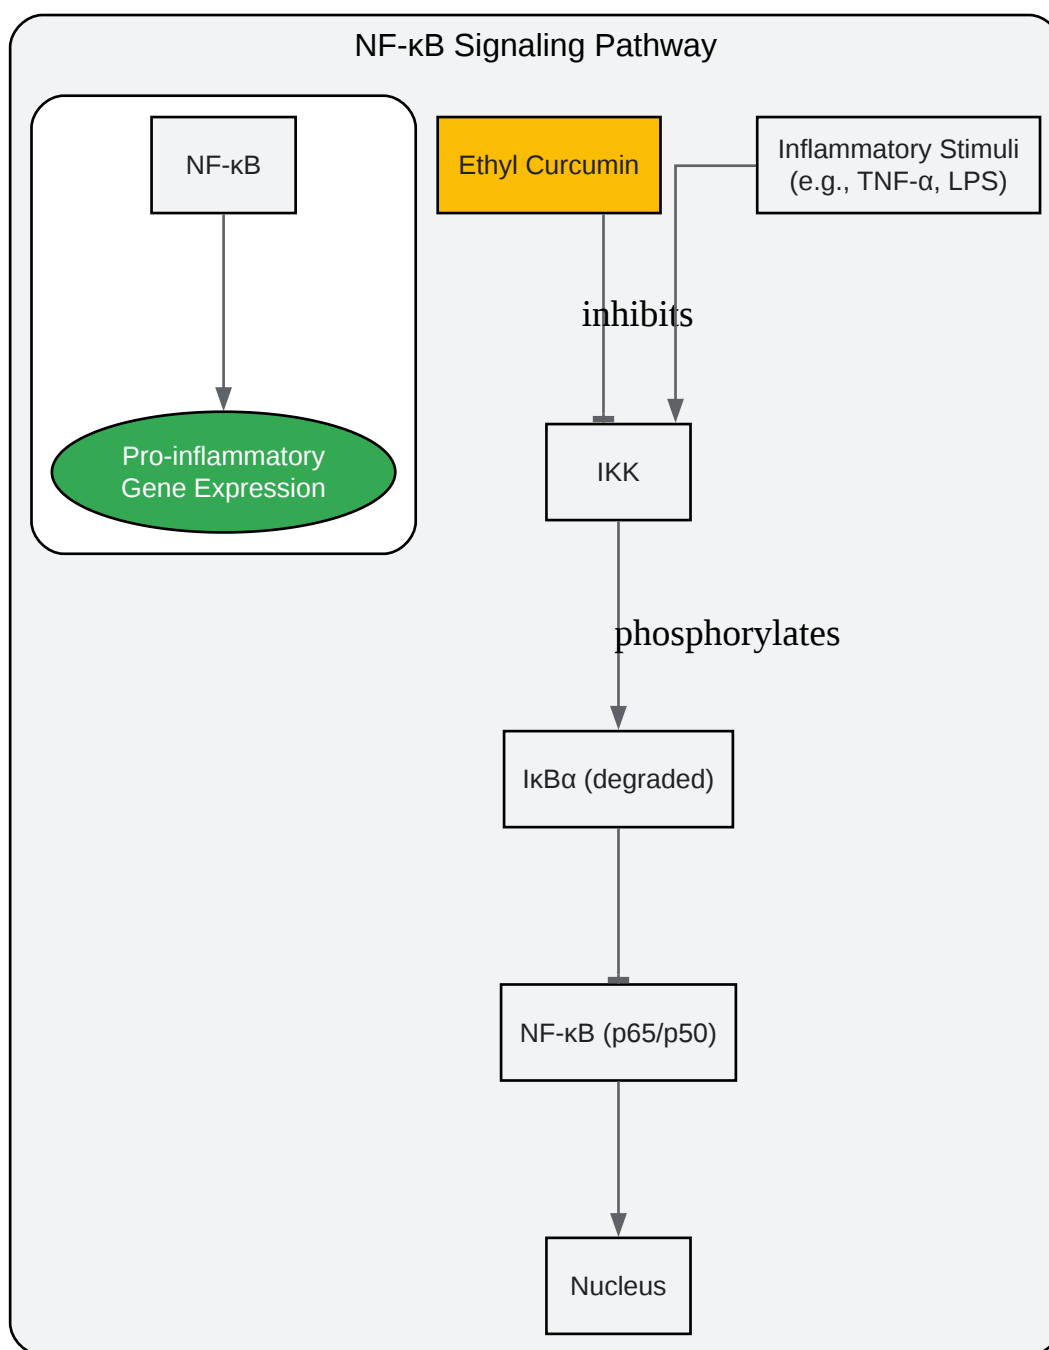 NF-κB Signaling Pathway
NF-κB
Ethyl Curcumin
Inflammatory Stimuli
(e.g., TNF-α, LPS)
inhibits
Pro-inflammatory
Gene Expression
IKK
phosphorylates
IκBα (degraded)
NF-κB (p65/p50)
Nucleus